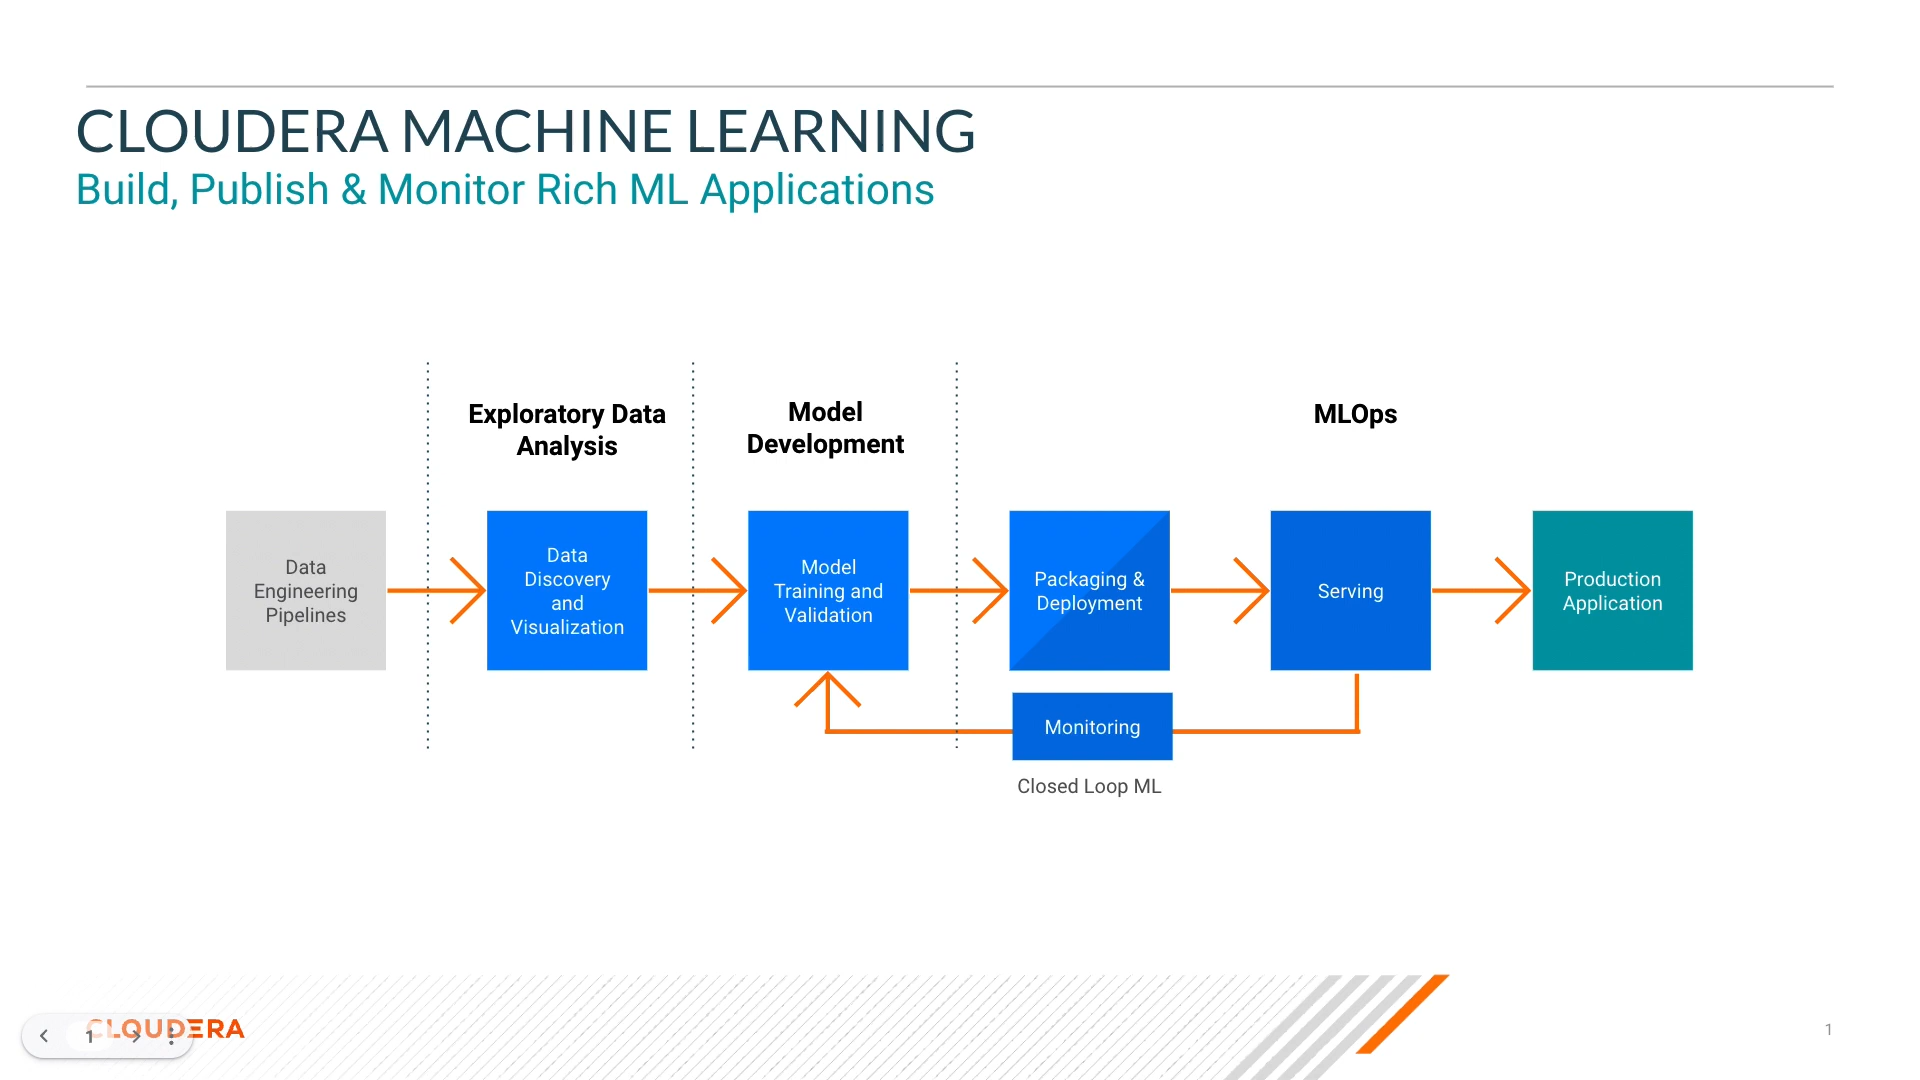 CLOUDERA MACHINE LEARNING
Build, Publish & Monitor Rich ML Applications
Exploratory Data
Analysis
Model
Development
MLOps
Data
Engineering
Pipelines
Data
Discovery
and
Visualization
Model
Training and
Validation
Packaging &
Deployment
Serving
Production
Application
Monitoring
Closed Loop ML
1
CLOUDERA
1